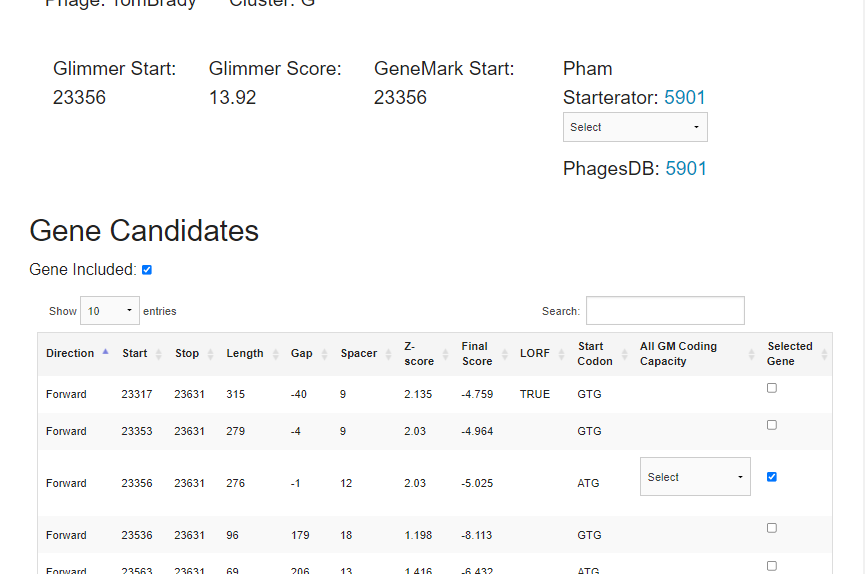 Phage: TomBrady Cluster: G
Glimmer Start: Glimmer Score: GeneMark Start: Pham
23356 13.92 23356 Starterator: 5901
Select
PhagesDB: 5901
Gene Candidates
Gene Included:
Show 10 entries Search:
Direction Start Stop Length Gap Spacer Z-score Final Score LORF Start Codon All GM Coding Capacity Selected Gene
Forward 23317 23631 315 -40 9 2.135 -4.759 TRUE GTG
Forward 23353 23631 279 -4 9 2.03 -4.964 GTG
Forward 23356 23631 276 -1 12 2.03 -5.025 ATG Select
Forward 23536 23631 96 179 18 1.198 -8.113 GTG
Forward 23563 23631 69 206 13 1.416 -6.432 ATG